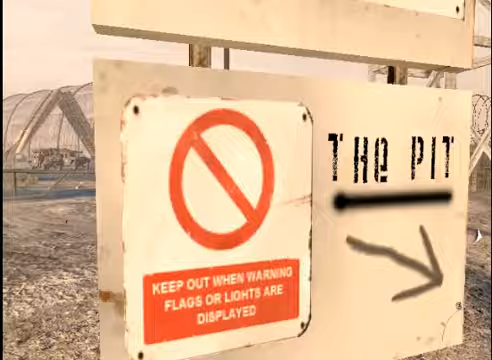 THe PIT
KEEP OUT WHEN WARNING
FLAGS OR LIGHTS ARE
DISPLAYED